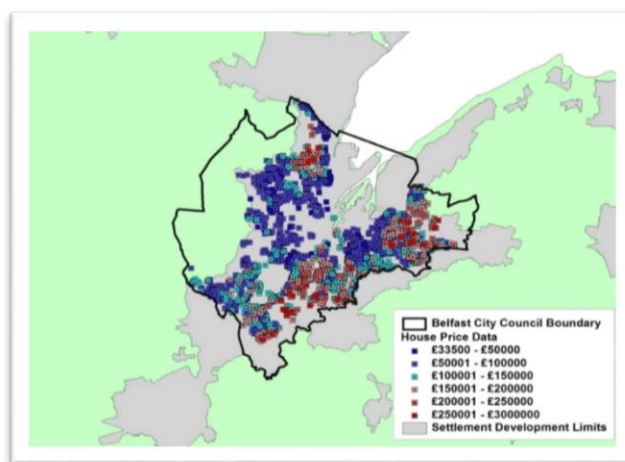 Belfast City Council Boundary
House Price Data
£33500 - £50000
£50001 - £100000
£100001 - £150000
£150001 - £200000
£200001 - £250000
£250001 - £3000000
Settlement Development Limits